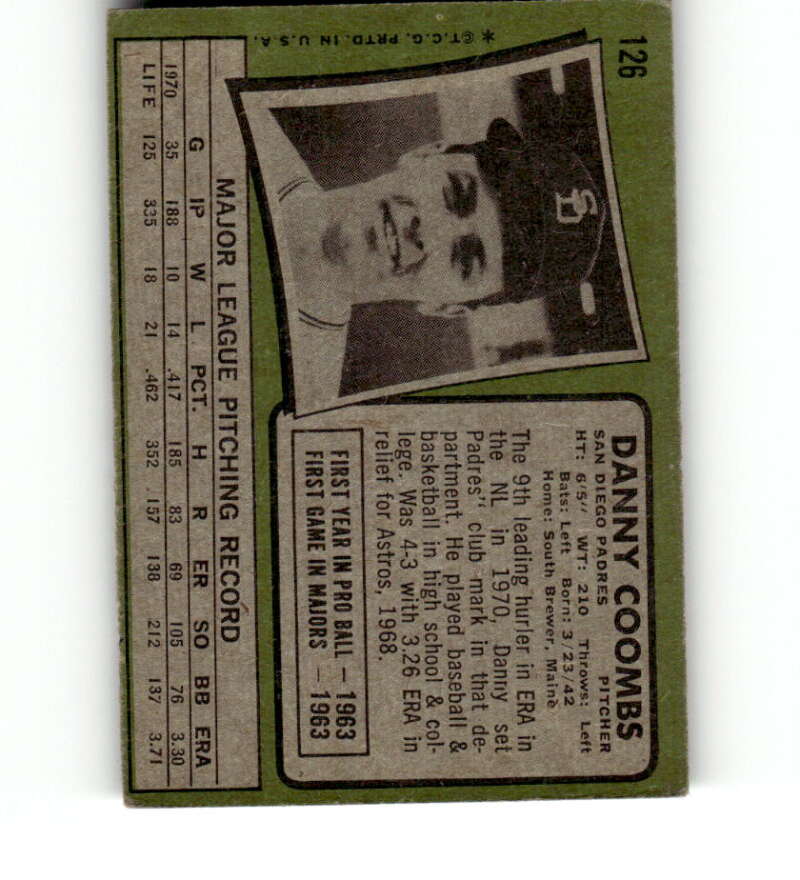 126
SD
DANNY COOMBS
SAN DIEGO PADRES PITCHER
HT: 6'5" WT: 210 Throws: Left
Bats: Left Born: 3/23/42
Home: South Brewer, Maine
The 9th leading hurler in ERA in
the NL in 1970, Danny set
Padres" club mark in that de-
partment. He played baseball &
basketball in high school & col-
lege. Was 4-3 with 3.26 ERA in
relief for Astros, 1968.
FIRST YEAR IN PRO BALL — 1963
FIRST GAME IN MAJORS — 1963
MAJOR LEAGUE PITCHING RECORD
G IP W L PCT. H R ER SO BB ERA
1970 35 188 10 14 .417 185 83 69 105 76 3.30
LIFE 125 335 18 21 .462 352 157 138 212 137 3.71
* © T.C.G. PRTD. IN U.S.A.